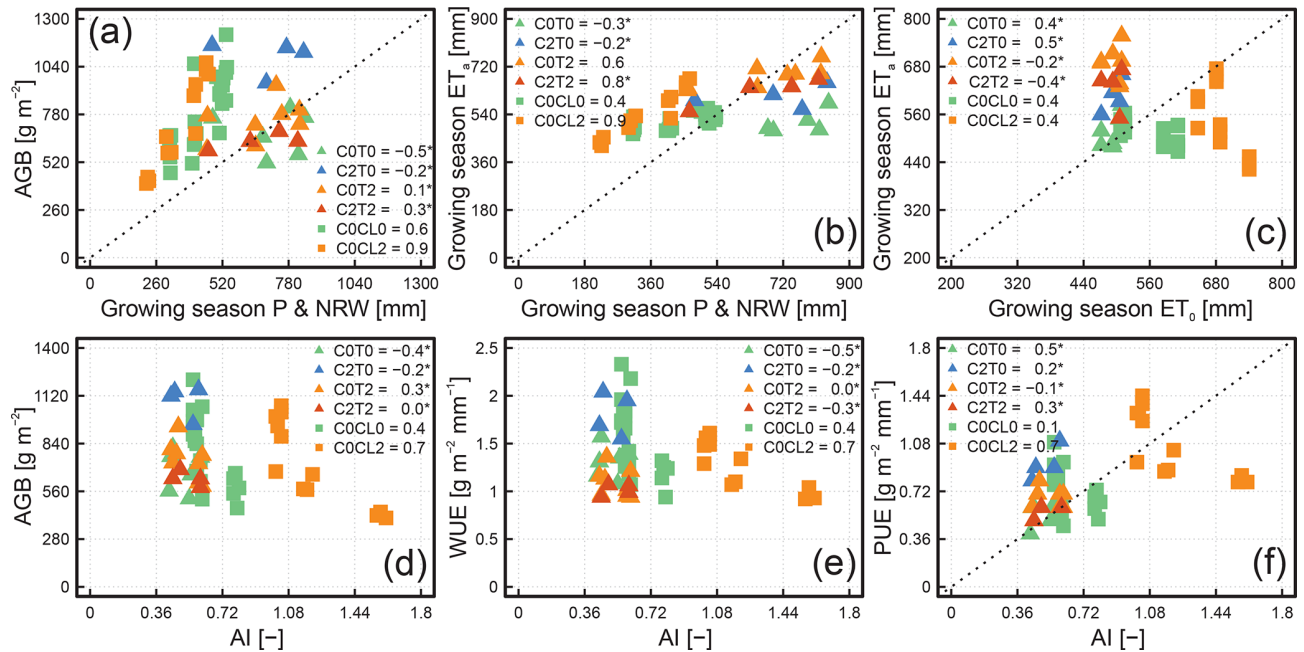 (a)
AGB [g m⁻²]
1300
1040
780
520
260
0
C0T0 = −0.5*
C2T0 = −0.2*
C0T2 = 0.1*
C2T2 = 0.3*
C0CL0 = 0.6
C0CL2 = 0.9
0 260 520 780 1040 1300
Growing season P & NRW [mm]
(b)
Growing season ETₐ [mm]
900
720
540
360
180
0
C0T0 = −0.3*
C2T0 = −0.2*
C0T2 = 0.6
C2T2 = 0.8*
C0CL0 = 0.4
C0CL2 = 0.9
0 180 360 540 720 900
Growing season P & NRW [mm]
(c)
Growing season ETₐ [mm]
800
680
560
440
320
200
C0T0 = 0.4*
C2T0 = 0.5*
C0T2 = −0.2*
C2T2 = −0.4*
C0CL0 = 0.4
C0CL2 = 0.4
200 320 440 560 680 800
Growing season ET₀ [mm]
(d)
AGB [g m⁻²]
1400
1120
840
560
280
0
C0T0 = −0.4*
C2T0 = −0.2*
C0T2 = 0.3*
C2T2 = 0.0*
C0CL0 = 0.4
C0CL2 = 0.7
0 0.36 0.72 1.08 1.44 1.8
AI [−]
(e)
WUE [g m⁻² mm⁻¹]
2.5
2
1.5
1
0.5
0
C0T0 = −0.5*
C2T0 = −0.2*
C0T2 = 0.0*
C2T2 = −0.3*
C0CL0 = 0.4
C0CL2 = 0.7
0 0.36 0.72 1.08 1.44 1.8
AI [−]
(f)
PUE [g m⁻² mm⁻¹]
1.8
1.44
1.08
0.72
0.36
0
C0T0 = 0.5*
C2T0 = 0.2*
C0T2 = −0.1*
C2T2 = 0.3*
C0CL0 = 0.1
C0CL2 = 0.7
0 0.36 0.72 1.08 1.44 1.8
AI [−]